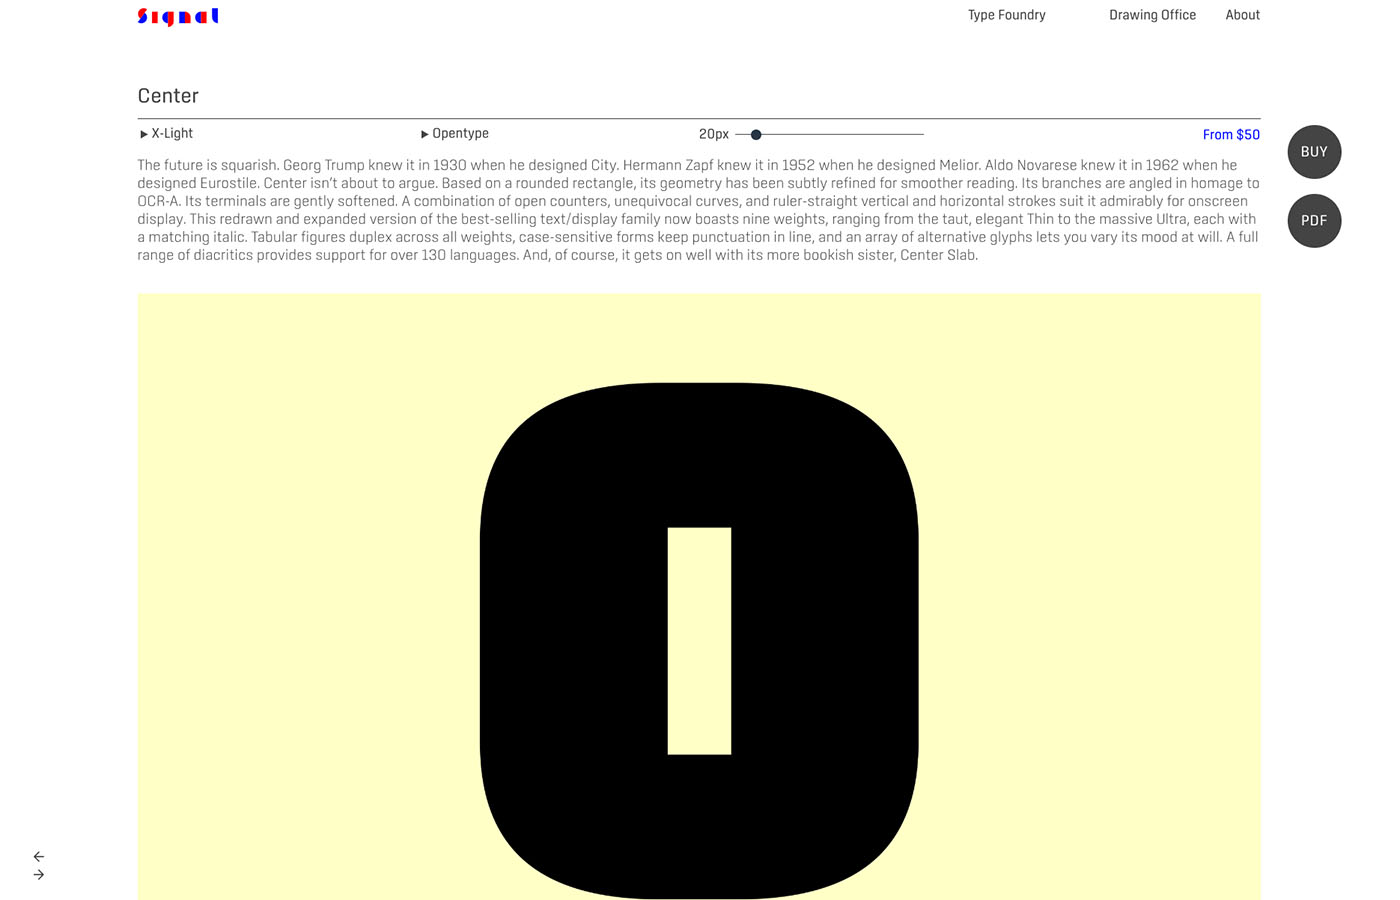 Signal
Type Foundry
Drawing Office
About
Center
X-Light
Opentype
20px
From $50
BUY
The future is squarish. Georg Trump knew it in 1930 when he designed City. Hermann Zapf knew it in 1952 when he designed Melior. Aldo Novarese knew it in 1962 when he
designed Eurostile. Center isn’t about to argue. Based on a rounded rectangle, its geometry has been subtly refined for smoother reading. Its branches are angled in homage to
OCR-A. Its terminals are gently softened. A combination of open counters, unequivocal curves, and ruler-straight vertical and horizontal strokes suit it admirably for onscreen
display. This redrawn and expanded version of the best-selling text/display family now boasts nine weights, ranging from the taut, elegant Thin to the massive Ultra, each with
a matching italic. Tabular figures duplex across all weights, case-sensitive forms keep punctuation in line, and an array of alternative glyphs lets you vary its mood at will. A full
range of diacritics provides support for over 130 languages. And, of course, it gets on well with its more bookish sister, Center Slab.
PDF
0
←
→